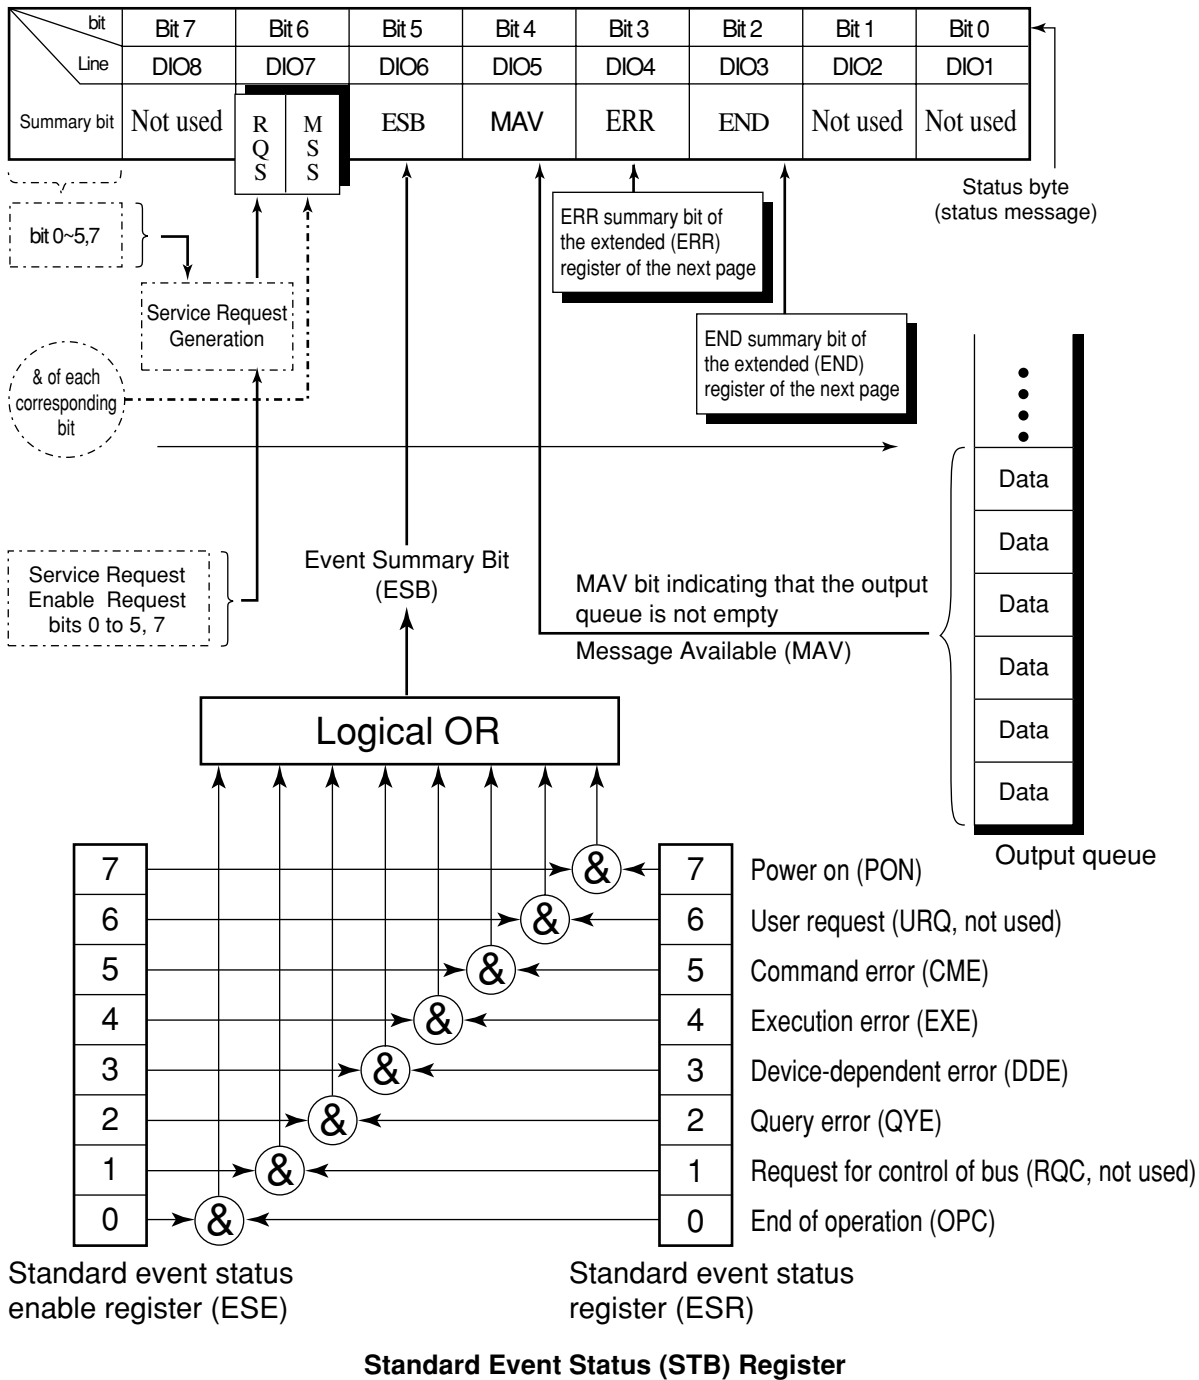 bit Bit 7 Bit 6 Bit 5 Bit 4 Bit 3 Bit 2 Bit 1 Bit 0
Line DIO8 DIO7 DIO6 DIO5 DIO4 DIO3 DIO2 DIO1
Summary bit Not used RQS MSS ESB MAV ERR END Not used Not used
Status byte
(status message)
bit 0~5,7
Service Request
Generation
& of each
corresponding
bit
ERR summary bit of
the extended (ERR)
register of the next page
END summary bit of
the extended (END)
register of the next page
Service Request
Enable Request
bits 0 to 5, 7
Event Summary Bit
(ESB)
MAV bit indicating that the output
queue is not empty
Message Available (MAV)
Data
Data
Data
Data
Data
Data
Output queue
Logical OR
7 & 7 Power on (PON)
6 & 6 User request (URQ, not used)
5 & 5 Command error (CME)
4 & 4 Execution error (EXE)
3 & 3 Device-dependent error (DDE)
2 & 2 Query error (QYE)
1 & 1 Request for control of bus (RQC, not used)
0 & 0 End of operation (OPC)
Standard event status
enable register (ESE)
Standard event status
register (ESR)
Standard Event Status (STB) Register